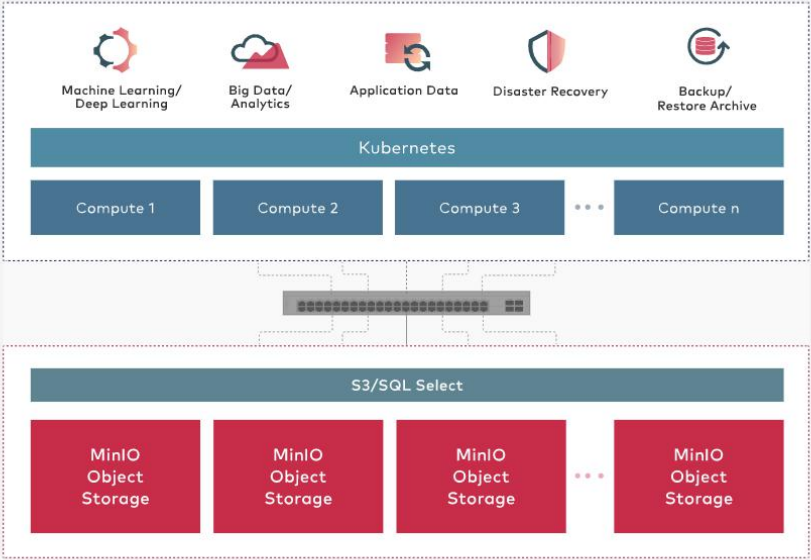 Machine Learning/
Deep Learning
Big Data/
Analytics
Application Data
Disaster Recovery
Backup/
Restore Archive
Kubernetes
Compute 1
Compute 2
Compute 3
Compute n
S3/SQL Select
MinIO
Object
Storage
MinIO
Object
Storage
MinIO
Object
Storage
MinIO
Object
Storage